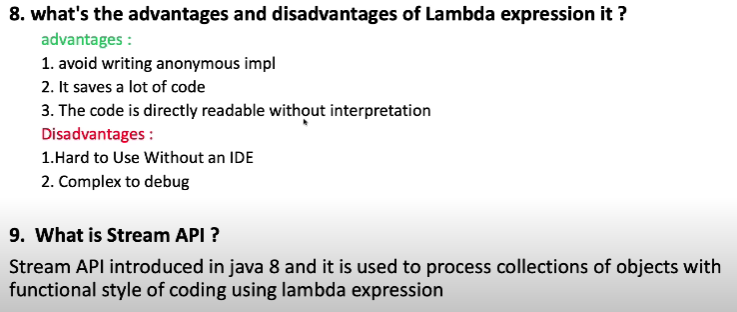 8. what's the advantages and disadvantages of Lambda expression it ?
advantages :
1. avoid writing anonymous impl
2. It saves a lot of code
3. The code is directly readable without interpretation
Disadvantages :
1.Hard to Use Without an IDE
2. Complex to debug
9. What is Stream API ?
Stream API introduced in java 8 and it is used to process collections of objects with
functional style of coding using lambda expression